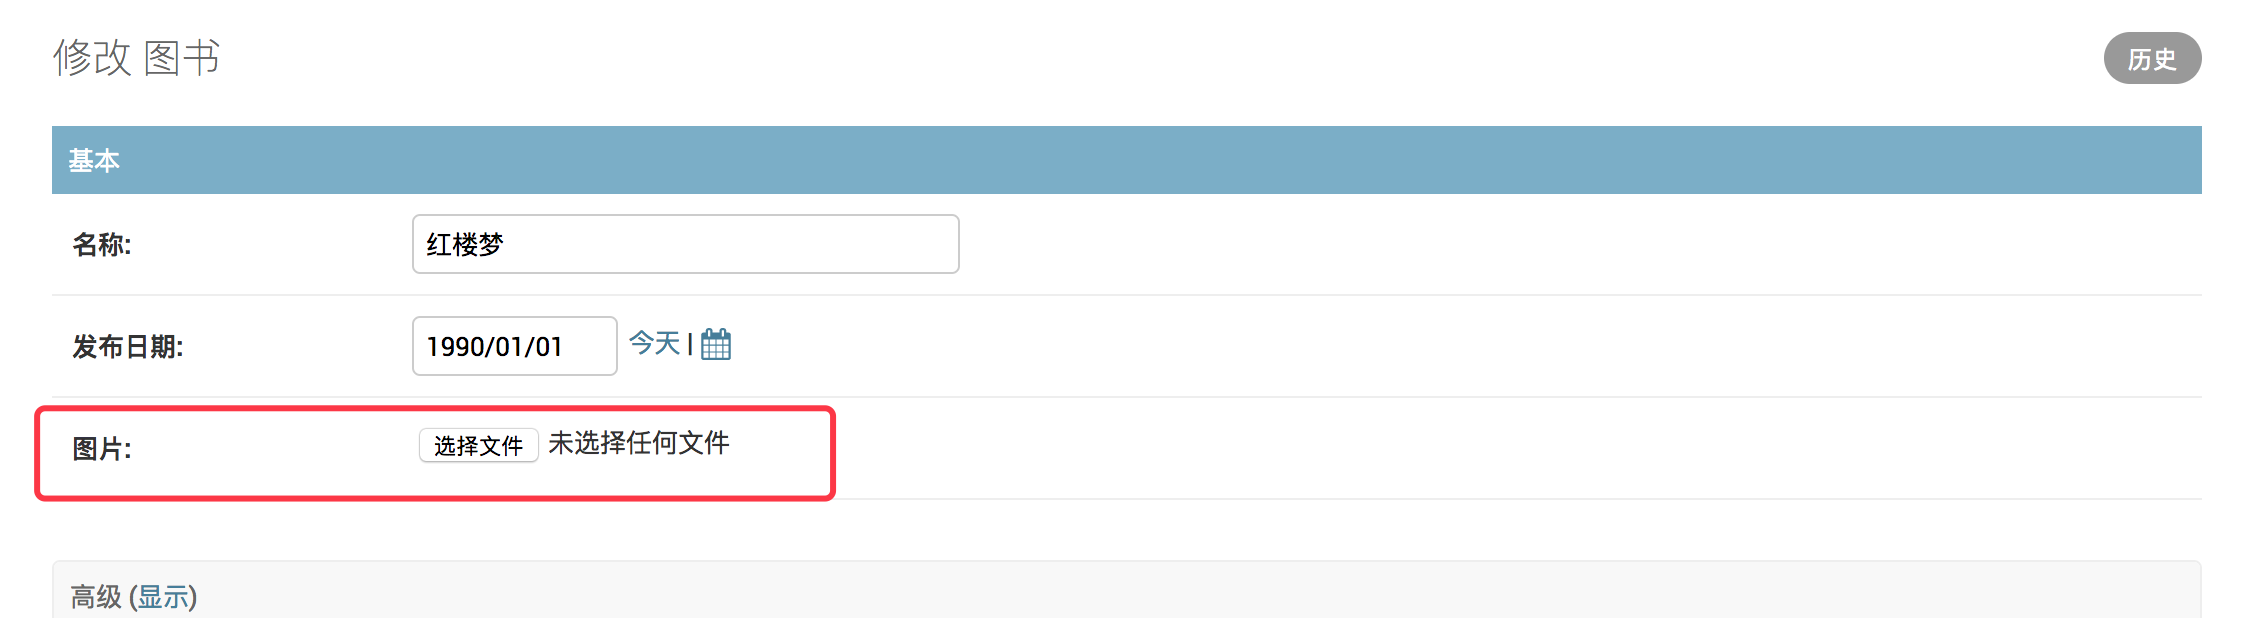 修改 图书
历史
基本
名称:
红楼梦
发布日期:
1990/01/01
今天 |
图片:
选择文件 未选择任何文件
高级 (显示)